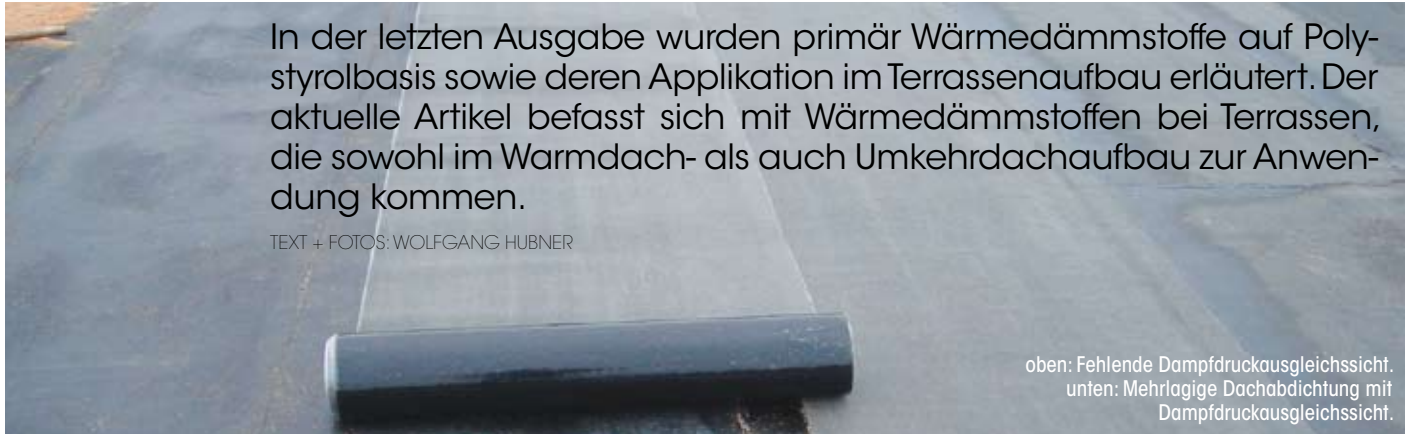 In der letzten Ausgabe wurden primär Wärmedämmstoffe auf Poly-
styrolbasis sowie deren Applikation im Terrassenaufbau erläutert. Der
aktuelle Artikel befasst sich mit Wärmedämmstoffen bei Terrassen,
die sowohl im Warmdach- als auch Umkehrdachaufbau zur Anwen-
dung kommen.
TEXT + FOTOS: WOLFGANG HUBNER
oben: Fehlende Dampfdruckausgleichssicht.
unten: Mehrlagige Dachabdichtung mit
Dampfdruckausgleichssicht.